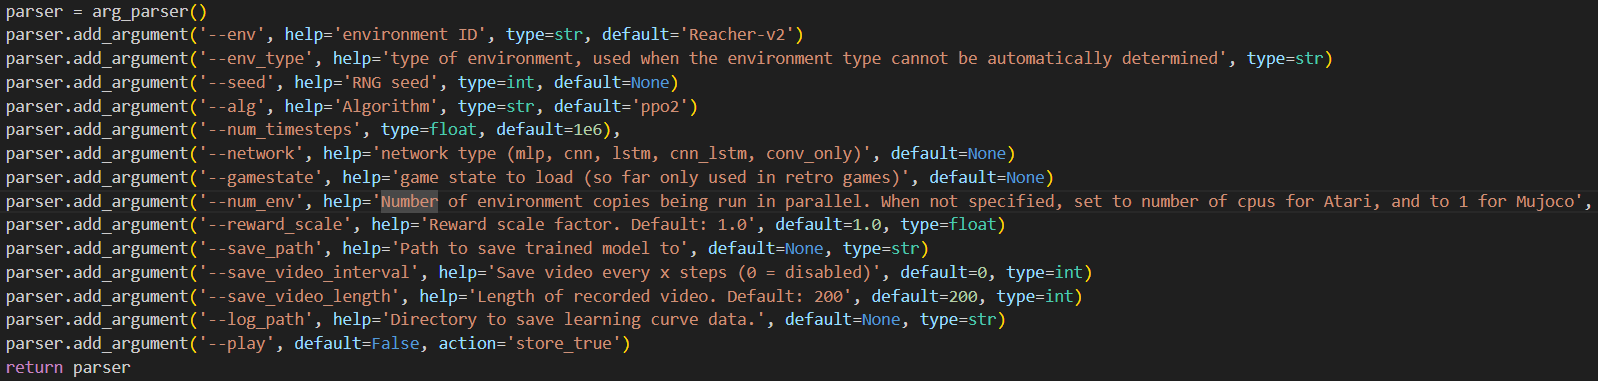 parser = arg_parser()
parser.add_argument('--env', help='environment ID', type=str, default='Reacher-v2')
parser.add_argument('--env_type', help='type of environment, used when the environment type cannot be automatically determined', type=str)
parser.add_argument('--seed', help='RNG seed', type=int, default=None)
parser.add_argument('--alg', help='Algorithm', type=str, default='ppo2')
parser.add_argument('--num_timesteps', type=float, default=1e6),
parser.add_argument('--network', help='network type (mlp, cnn, lstm, cnn_lstm, conv_only)', default=None)
parser.add_argument('--gamestate', help='game state to load (so far only used in retro games)', default=None)
parser.add_argument('--num_env', help='Number of environment copies being run in parallel. When not specified, set to number of cpus for Atari, and to 1 for Mujoco',
parser.add_argument('--reward_scale', help='Reward scale factor. Default: 1.0', default=1.0, type=float)
parser.add_argument('--save_path', help='Path to save trained model to', default=None, type=str)
parser.add_argument('--save_video_interval', help='Save video every x steps (0 = disabled)', default=0, type=int)
parser.add_argument('--save_video_length', help='Length of recorded video. Default: 200', default=200, type=int)
parser.add_argument('--log_path', help='Directory to save learning curve data.', default=None, type=str)
parser.add_argument('--play', default=False, action='store_true')
return parser